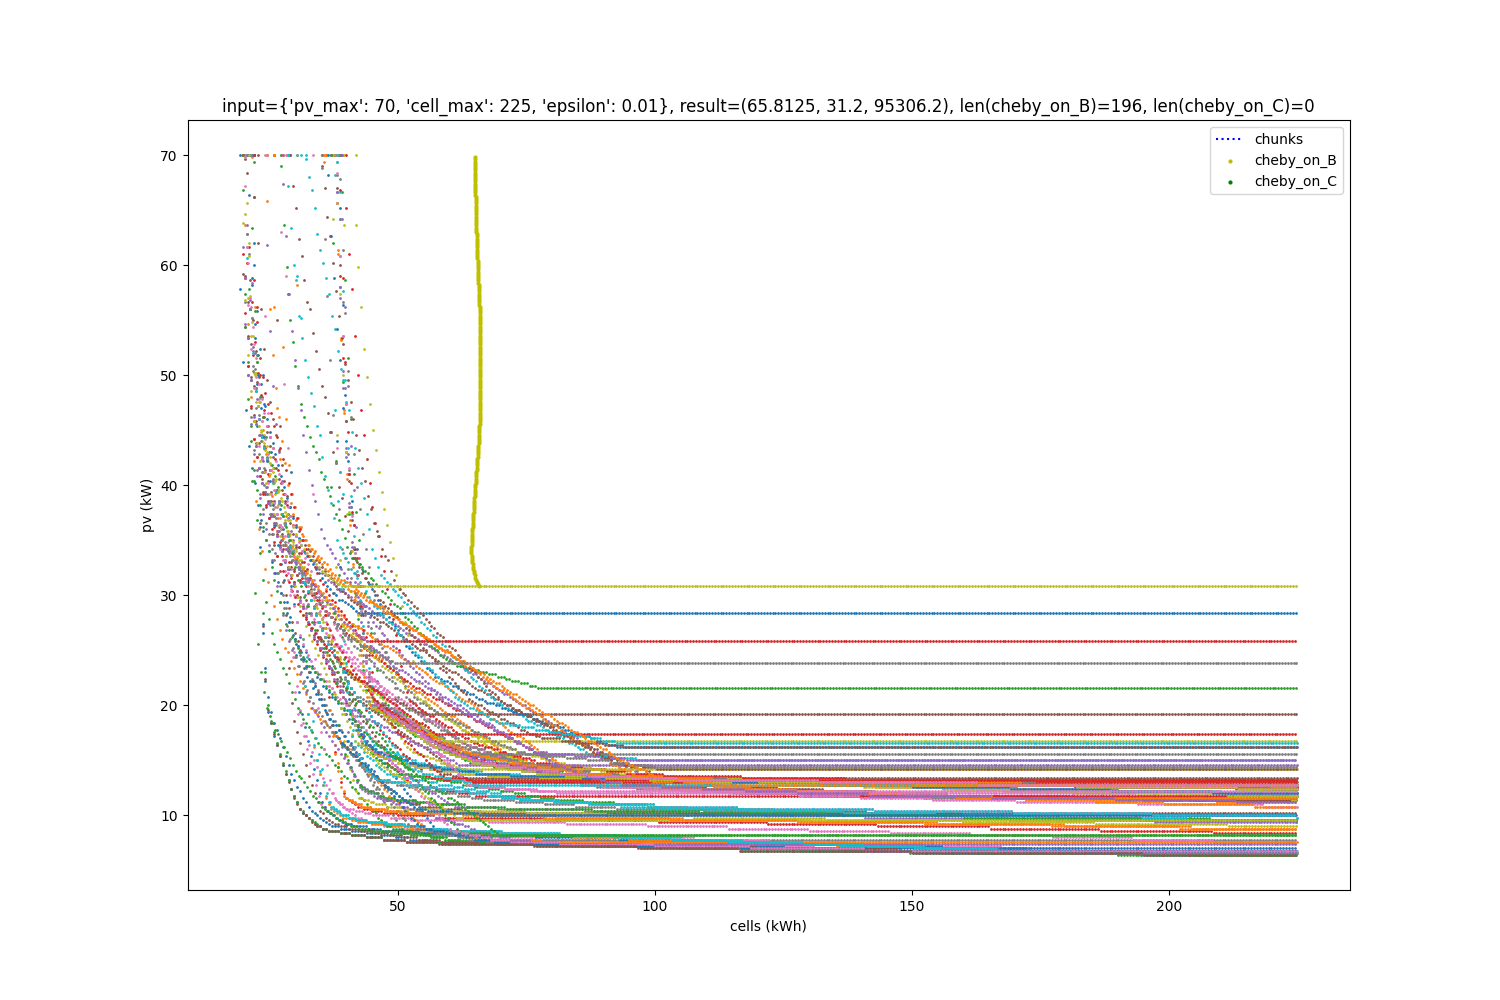 input={'pv_max': 70, 'cell_max': 225, 'epsilon': 0.01}, result=(65.8125, 31.2, 95306.2), len(cheby_on_B)=196, len(cheby_on_C)=0
chunks
cheby_on_B
cheby_on_C
70
60
50
40
30
20
10
pv (kW)
50 100 150 200
cells (kWh)